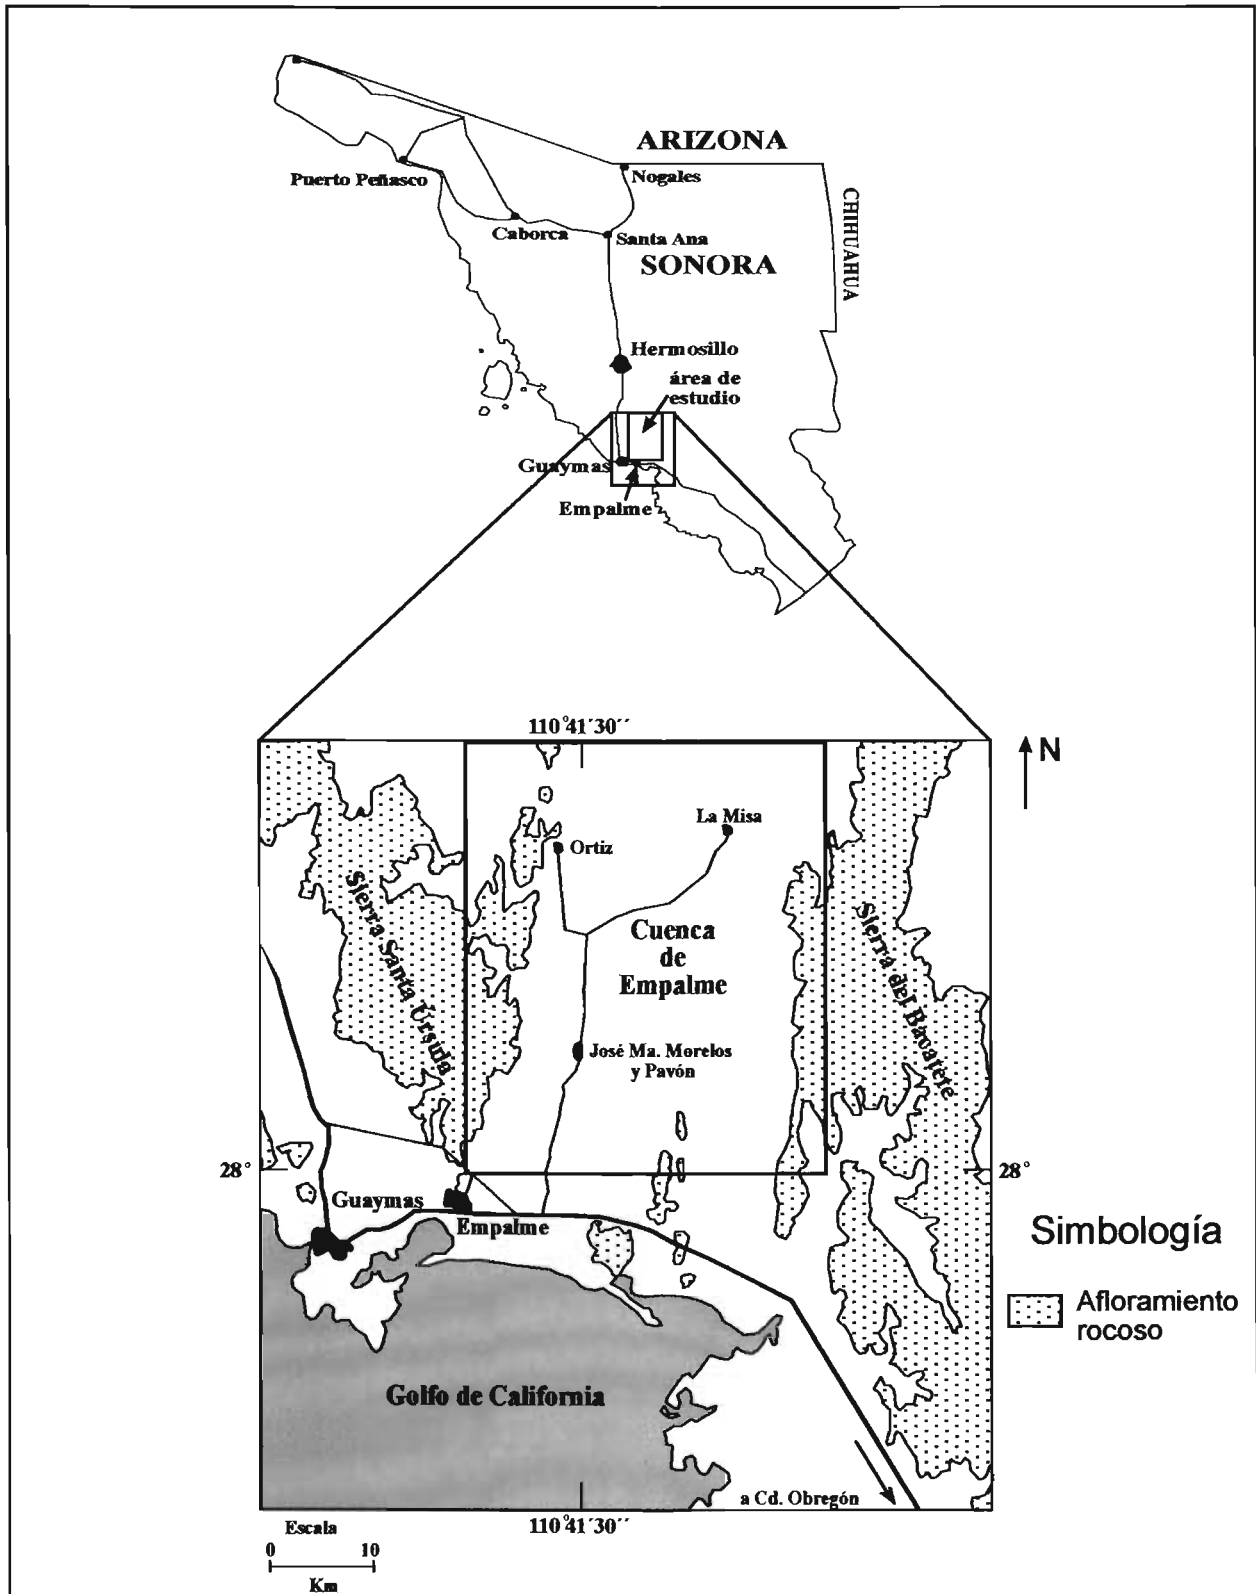 ARIZONA
Puerto Peñasco
Nogales
CHIHUAHUA
Caborca
Santa Ana
SONORA
Hermosillo
área de
estudio
Guaymas
Empalme
110°41´30´´
N
La Misa
Ortiz
Sierra Santa Úrsula
Cuenca
de
Empalme
Sierra del Bacatete
José Ma. Morelos
y Pavón
28°
28°
Guaymas
Empalme
Simbología
Afloramiento
rocoso
Golfo de California
a Cd. Obregón
110°41´30´´
Escala
0 10
Km